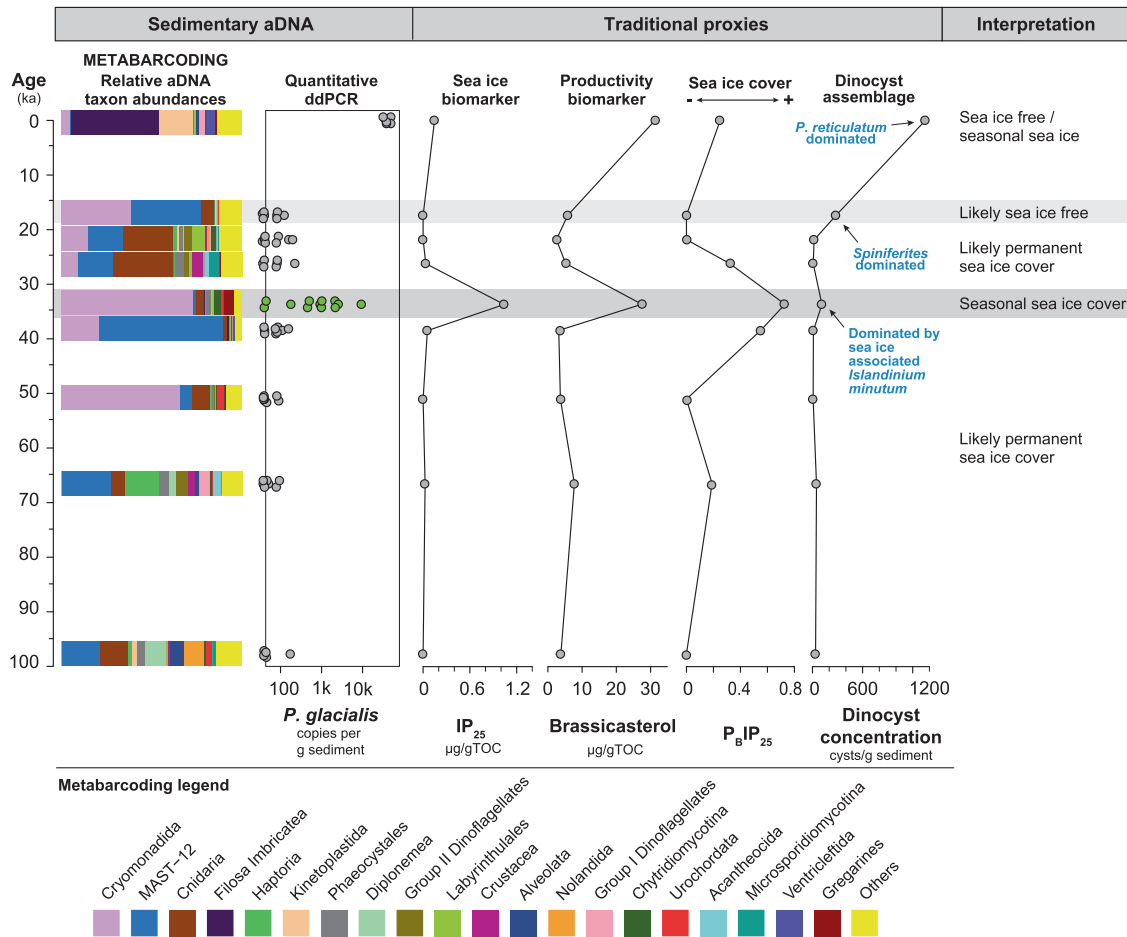 Sedimentary aDNA
Traditional proxies
Interpretation
Age
(ka)
METABARCODING
Relative aDNA
taxon abundances
Quantitative
ddPCR
Sea ice
biomarker
Productivity
biomarker
Sea ice cover
- +
Dinocyst
assemblage
0
10
20
30
40
50
60
70
80
90
100
P. reticulatum
dominated
Spiniferites
dominated
Dominated by
sea ice
associated
Islandinium
minutum
Sea ice free /
seasonal sea ice
Likely sea ice free
Likely permanent
sea ice cover
Seasonal sea ice cover
Likely permanent
sea ice cover
100 1k 10k
P. glacialis
copies per
g sediment
0 0.6 1.2
IP25
µg/gTOC
0 15 30
Brassicasterol
µg/gTOC
0 0.4 0.8
PBIP25
0 600 1200
Dinocyst
concentration
cysts/g sediment
Metabarcoding legend
Cryomonadida
MAST−12
Cnidaria
Filosa Imbricatea
Haptoria
Kinetoplastida
Phaeocystales
Diplonemea
Group II Dinoflagellates
Labyrinthulales
Crustacea
Alveolata
Nolandida
Group I Dinoflagellates
Chytridiomycotina
Urochordata
Acantheocida
Microsporidiomycotina
Ventricleftida
Gregarines
Others